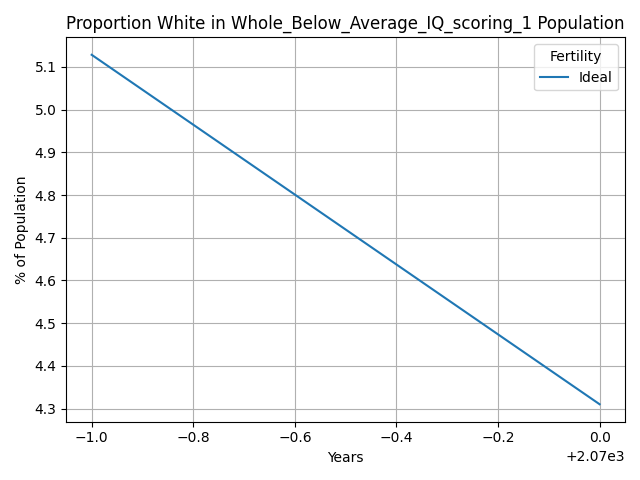 Proportion White in Whole_Below_Average_IQ_scoring_1 Population
Fertility
Ideal
% of Population
5.1
5.0
4.9
4.8
4.7
4.6
4.5
4.4
4.3
−1.0 −0.8 −0.6 −0.4 −0.2 0.0
Years
+2.07e3